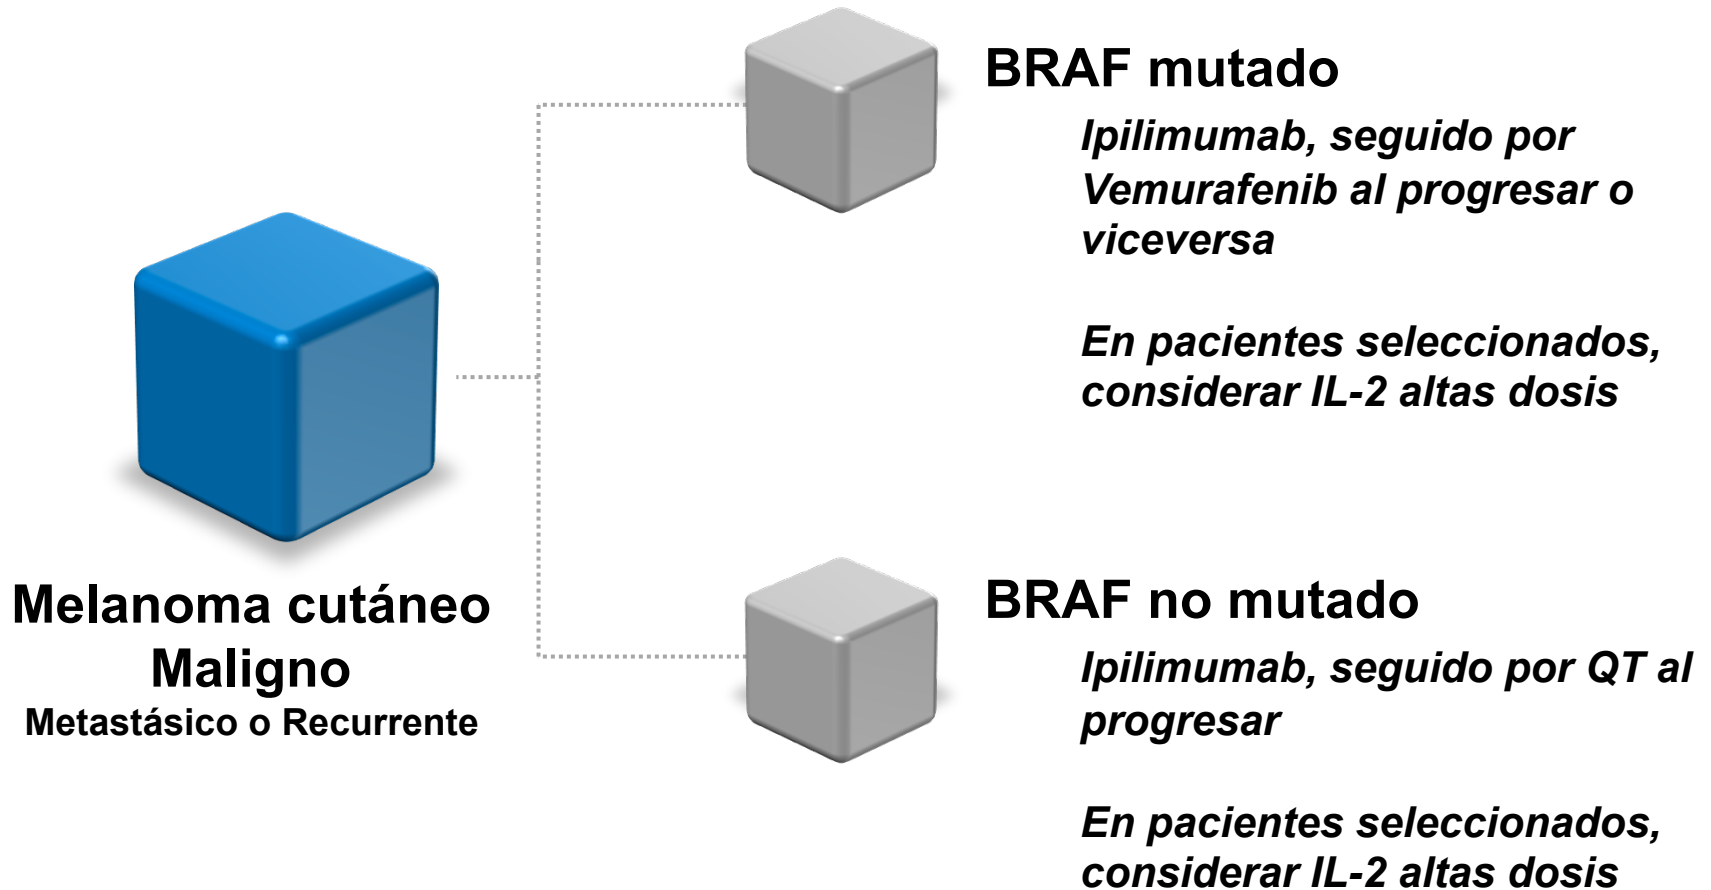 Melanoma cutáneo
Maligno
Metastásico o Recurrente
BRAF mutado
Ipilimumab, seguido por
Vemurafenib al progresar o
viceversa
En pacientes seleccionados,
considerar IL-2 altas dosis
BRAF no mutado
Ipilimumab, seguido por QT al
progresar
En pacientes seleccionados,
considerar IL-2 altas dosis